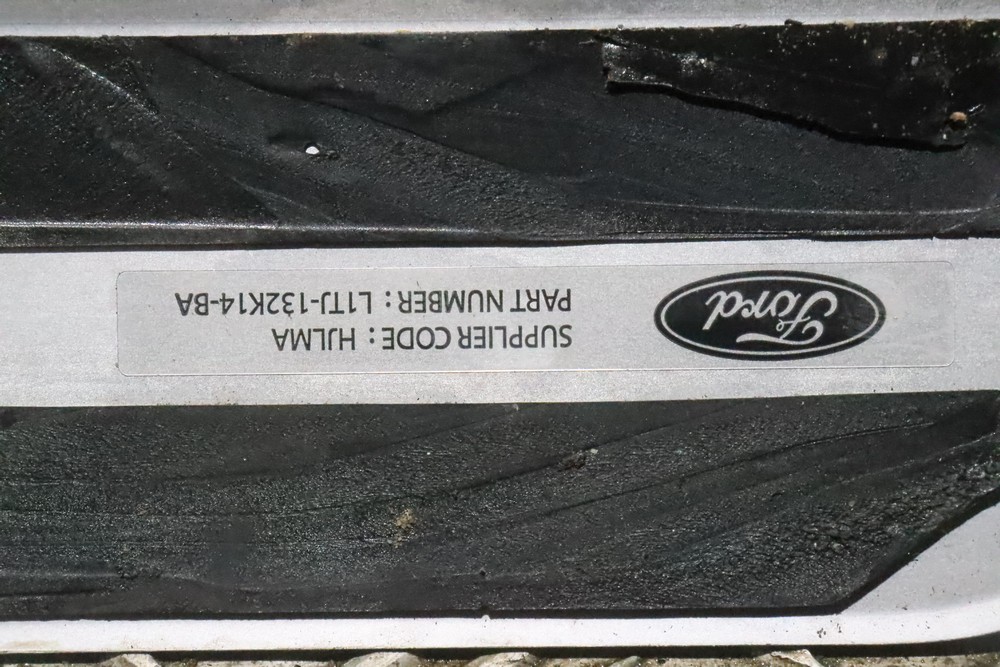 Ford
SUPPLIER CODE : HJLMA
PART NUMBER : L1TJ-132K14-BA